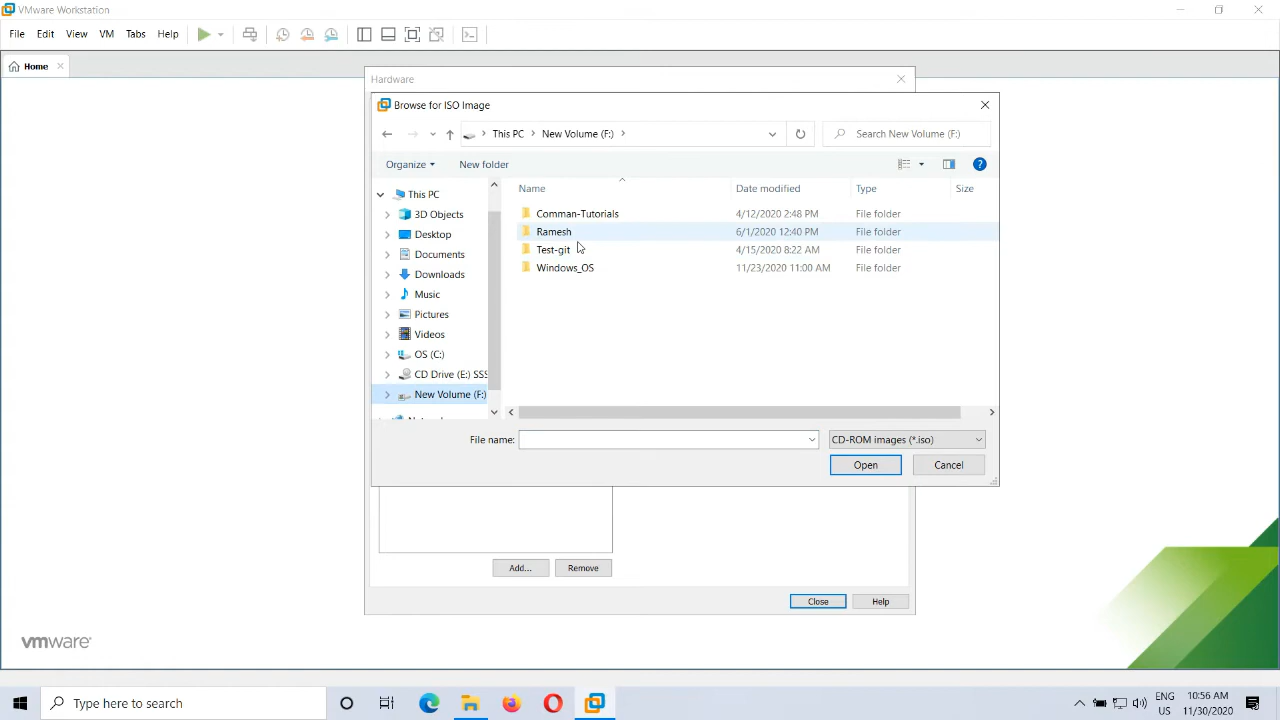 VMware Workstation
File Edit View VM Tabs Help
Home
Hardware
Browse for ISO Image
This PC New Volume (F:)
Search New Volume (F:)
Organize New folder
Name Date modified Type Size
This PC
3D Objects
Desktop
Documents
Downloads
Music
Pictures
Videos
OS (C:)
CD Drive (E:) SSS
New Volume (F:)
Comman-Tutorials 4/12/2020 2:48 PM File folder
Ramesh 6/1/2020 12:40 PM File folder
Test-git 4/15/2020 8:22 AM File folder
Windows_OS 11/23/2020 11:00 AM File folder
File name:
CD-ROM images (*.iso)
Open Cancel
Add... Remove
Close Help
vmware
Type here to search
ENG 10:56 AM
US 11/30/2020